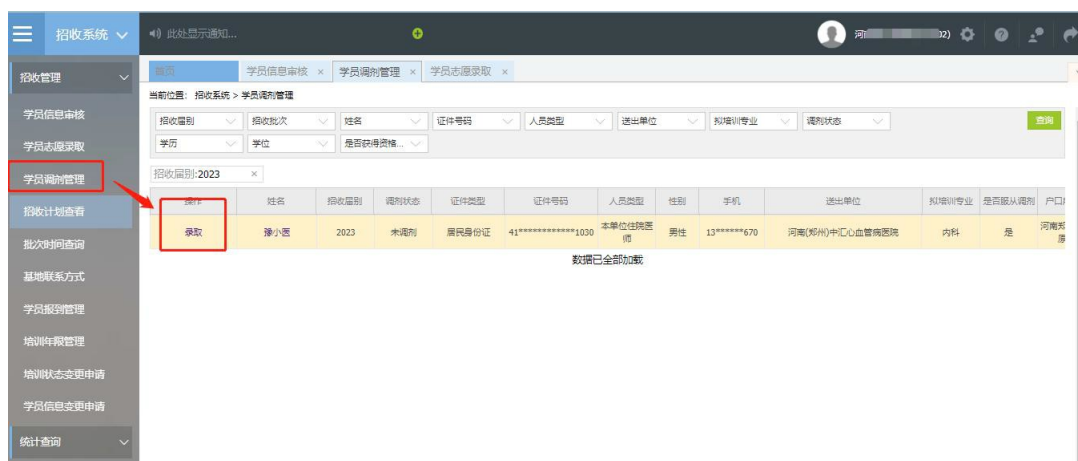 招收系统 此处显示通知...
招收管理
学员信息审核
学员志愿录取
学员调剂管理
招收计划查看
批次时间查询
基地联系方式
学员报到管理
培训年限管理
培训状态变更申请
学员信息变更申请
统计查询
首页 学员信息审核 × 学员调剂管理 × 学员志愿录取 ×
当前位置: 招收系统 > 学员调剂管理
招收届别 招收批次 姓名 证件号码 人员类型 送出单位 拟培训专业 调剂状态 查询
学历 学位 是否获得资格...
招收届别:2023 ×
操作 姓名 招收届别 调剂状态 证件类型 证件号码 人员类型 性别 手机 送出单位 拟培训专业 是否服从调剂
录取 豫小医 2023 未调剂 居民身份证 41************1030 本单位住院医师 男性 13******670 河南(郑州)中汇心血管病医院 内科 是
数据已全部加载